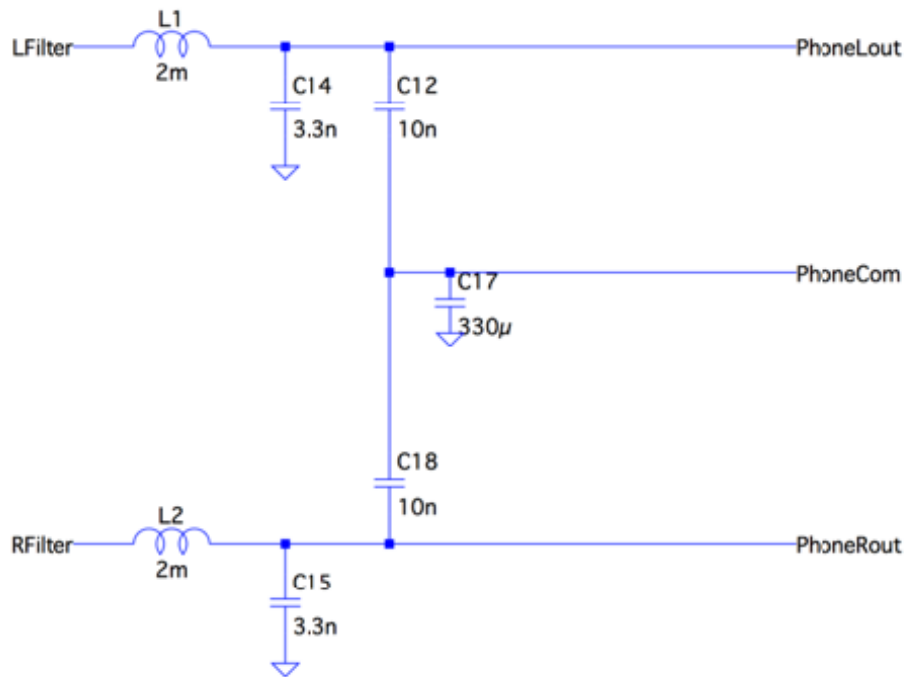 L1
LFilter
PhoneLout
2m
C14
C12
3.3n
10n
PhoneCom
C17
330µ
C18
10n
L2
RFilter
PhoneRout
2m
C15
3.3n